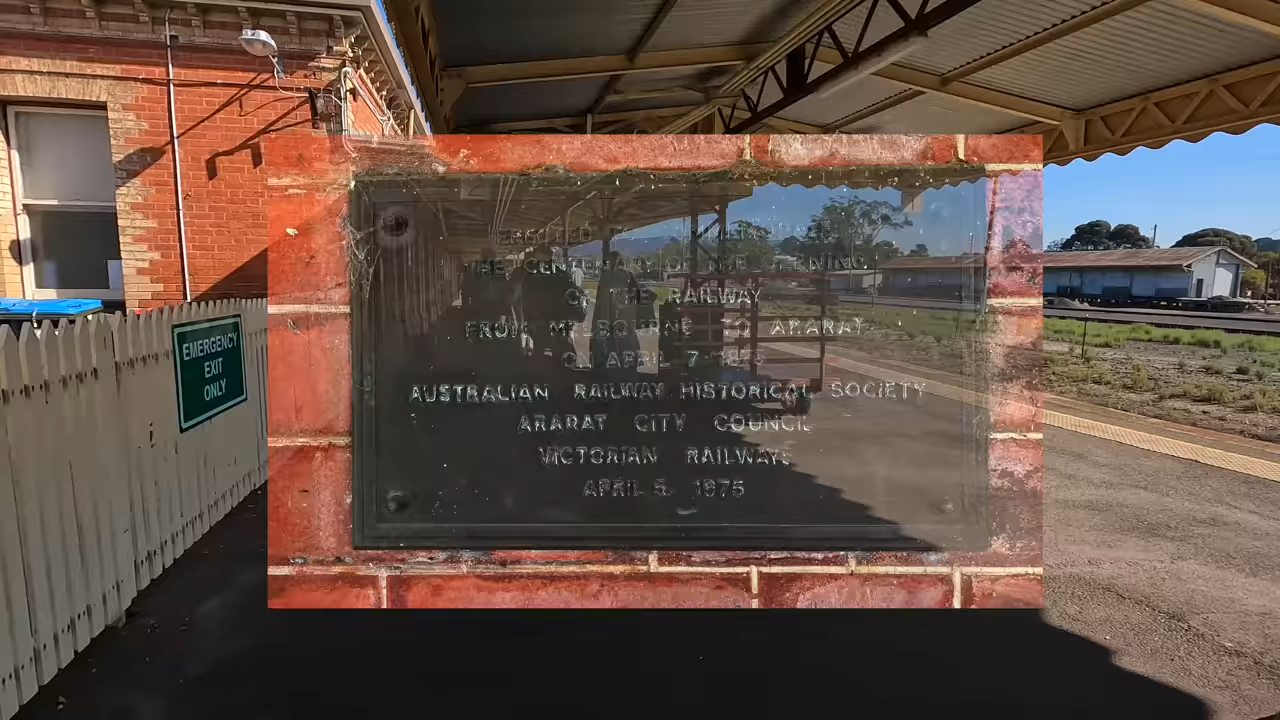 EMERGENCY
EXIT
ONLY
ERECTED
THE CENTENARY OF THE OPENING
OF THE RAILWAY
FROM MELBOURNE TO ARARAT
ON APRIL 7 1875
AUSTRALIAN RAILWAY HISTORICAL SOCIETY
ARARAT CITY COUNCIL
VICTORIAN RAILWAYS
APRIL 5 1975